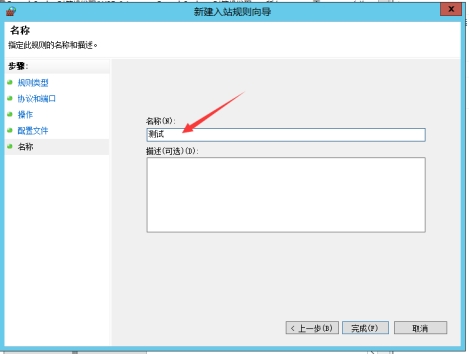 新建入站规则向导
名称
指定此规则的名称和描述。
步骤:
规则类型
协议和端口
操作
配置文件
名称
名称(N):
测试
描述(可选)(D):
< 上一步(B)
完成(F)
取消